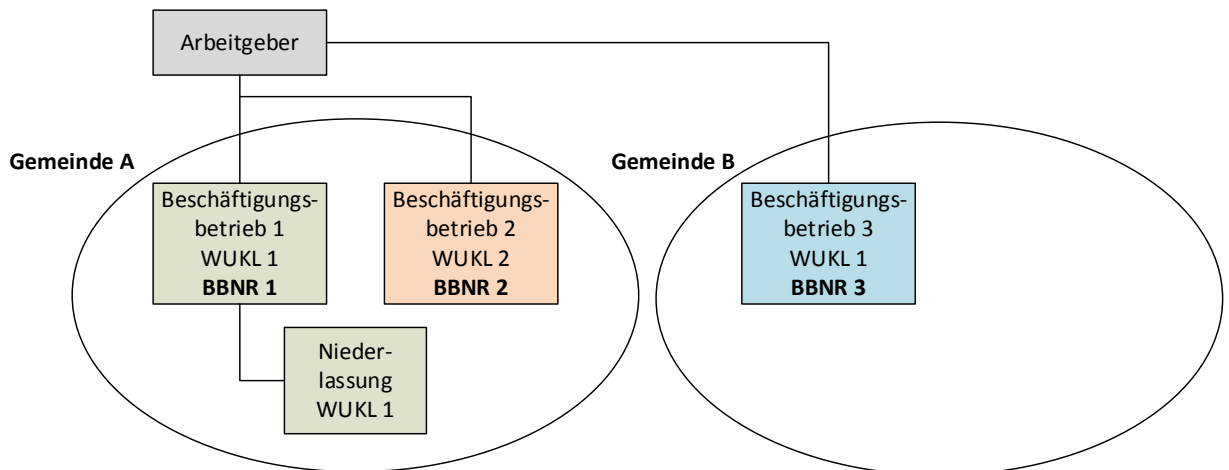 Arbeitgeber
Gemeinde A
Beschäftigungs-
betrieb 1
WUKL 1
BBNR 1
Beschäftigungs-
betrieb 2
WUKL 2
BBNR 2
Nieder-
lassung
WUKL 1
Gemeinde B
Beschäftigungs-
betrieb 3
WUKL 1
BBNR 3